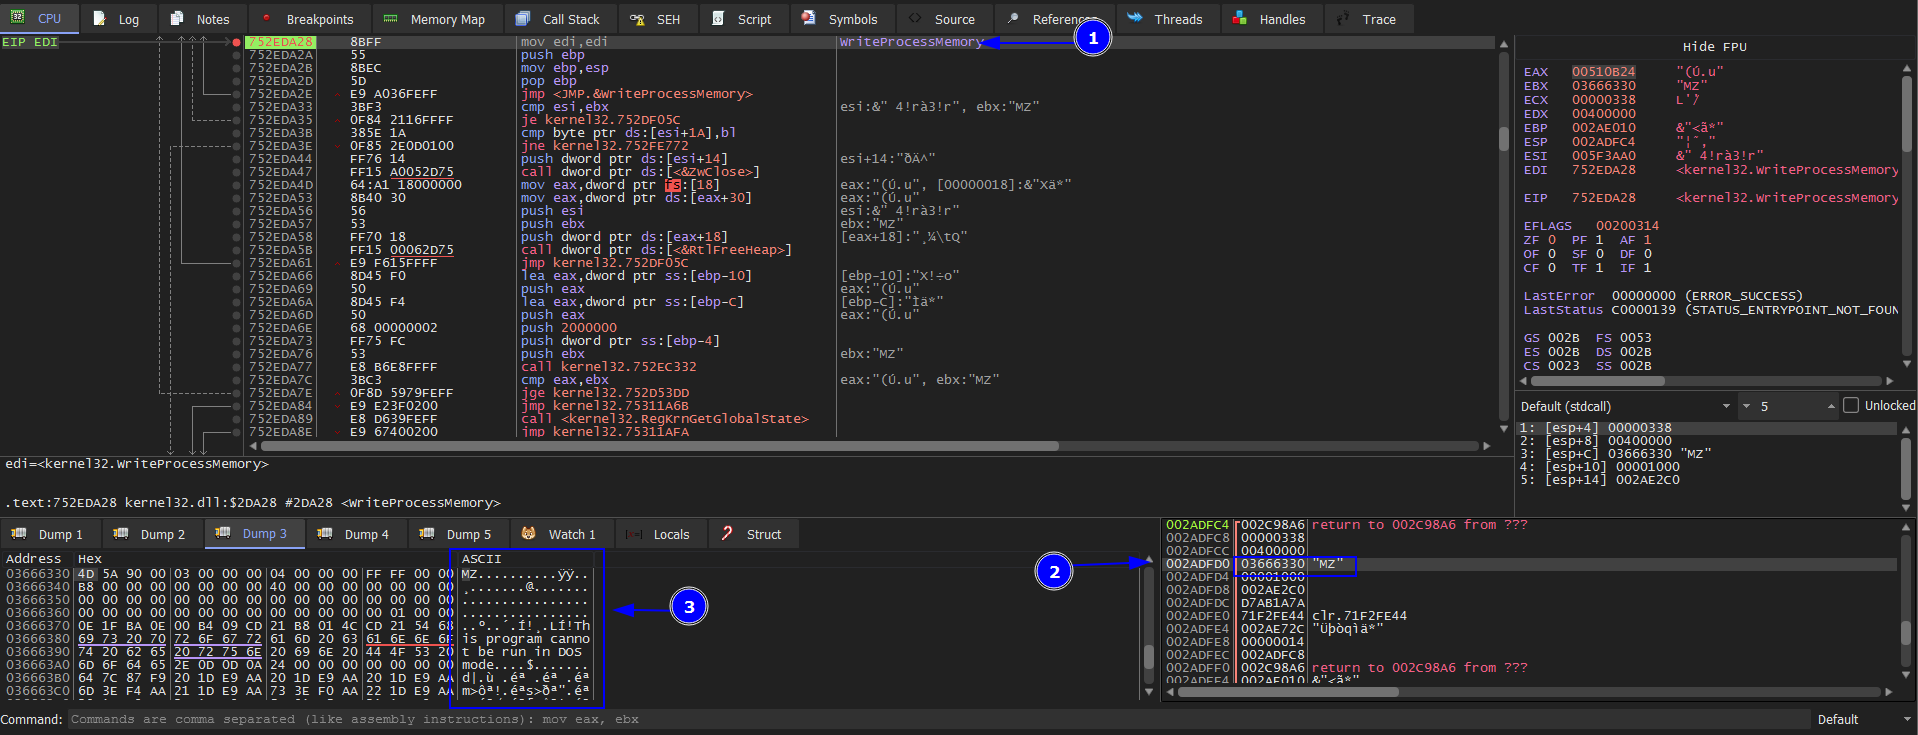 CPU Log Notes Breakpoints Memory Map Call Stack SEH Script Symbols Source References Threads Handles Trace
EIP EDI
752EDA28 8BFF mov edi,edi WriteProcessMemory
1
752EDA2A 55 push ebp
752EDA2B 8BEC mov ebp,esp
752EDA2D 5D pop ebp
752EDA2E E9 A036FEFF jmp <JMP.&WriteProcessMemory>
752EDA33 3BF3 cmp esi,ebx esi:&" 4!rà3!r", ebx:"MZ"
752EDA35 0F84 2116FFFF je kernel32.752DF05C
752EDA3B 385E 1A cmp byte ptr ds:[esi+1A],bl
752EDA3E 0F85 2E0D0100 jne kernel32.752FE772
752EDA44 FF76 14 push dword ptr ds:[esi+14] esi+14:"ðÄ^"
752EDA47 FF15 A0052D75 call dword ptr ds:[<&ZwClose>]
752EDA4D 64:A1 18000000 mov eax,dword ptr fs:[18] eax:"(Ú.u", [00000018]:&"Xä*"
752EDA53 8B40 30 mov eax,dword ptr ds:[eax+30] eax:"(Ú.u"
752EDA56 56 push esi esi:&" 4!rà3!r"
752EDA57 53 push ebx ebx:"MZ"
752EDA58 FF70 18 push dword ptr ds:[eax+18] [eax+18]:"¸¼\tQ"
752EDA5B FF15 00062D75 call dword ptr ds:[<&RtlFreeHeap>]
752EDA61 E9 F615FFFF jmp kernel32.752DF05C
752EDA66 8D45 F0 lea eax,dword ptr ss:[ebp-10] [ebp-10]:"X!÷o"
752EDA69 50 push eax eax:"(Ú.u"
752EDA6A 8D45 F4 lea eax,dword ptr ss:[ebp-C] [ebp-C]:"Ìä*"
752EDA6D 50 push eax eax:"(Ú.u"
752EDA6E 68 00000002 push 2000000
752EDA73 FF75 FC push dword ptr ss:[ebp-4]
752EDA76 53 push ebx ebx:"MZ"
752EDA77 E8 B6E8FFFF call kernel32.752EC332
752EDA7C 3BC3 cmp eax,ebx eax:"(Ú.u", ebx:"MZ"
752EDA7E 0F8D 5979FEFF jge kernel32.752D53DD
752EDA84 E9 E23F0200 jmp kernel32.75311A6B
752EDA89 E8 D639FEFF call <kernel32.RegKrnGetGlobalState>
752EDA8E E9 67400200 jmp kernel32.75311AFA
Hide FPU
EAX 00510B24 "(Ú.u"
EBX 03666330 "MZ"
ECX 00000338 L'̸'
EDX 00400000
EBP 002AE010 &"<ã*"
ESP 002ADFC4 "¦˜,"
ESI 005F3AA0 &" 4!rà3!r"
EDI 752EDA28 <kernel32.WriteProcessMemory
EIP 752EDA28 <kernel32.WriteProcessMemory
EFLAGS 00200314
ZF 0 PF 1 AF 1
OF 0 SF 0 DF 0
CF 0 TF 1 IF 1
LastError 00000000 (ERROR_SUCCESS)
LastStatus C0000139 (STATUS_ENTRYPOINT_NOT_FOUN
GS 002B FS 0053
ES 002B DS 002B
CS 0023 SS 002B
Default (stdcall) 5 Unlocked
1: [esp+4] 00000338
2: [esp+8] 00400000
3: [esp+C] 03666330 "MZ"
4: [esp+10] 00001000
5: [esp+14] 002AE2C0
edi=<kernel32.WriteProcessMemory>
.text:752EDA28 kernel32.dll:$2DA28 #2DA28 <WriteProcessMemory>
Dump 1 Dump 2 Dump 3 Dump 4 Dump 5 Watch 1 Locals Struct
Address Hex ASCII
03666330 4D 5A 90 00 03 00 00 00 04 00 00 00 FF FF 00 00 MZ..........ÿÿ..
03666340 B8 00 00 00 00 00 00 00 40 00 00 00 00 00 00 00 ¸.......@.......
03666350 00 00 00 00 00 00 00 00 00 00 00 00 00 00 00 00 ................
03666360 00 00 00 00 00 00 00 00 00 00 00 00 00 01 00 00 ................
03666370 0E 1F BA 0E 00 B4 09 CD 21 B8 01 4C CD 21 54 68 ..º..´.Í!¸.LÍ!Th
03666380 69 73 20 70 72 6F 67 72 61 6D 20 63 61 6E 6E 6F is program canno
03666390 74 20 62 65 20 72 75 6E 20 69 6E 20 44 4F 53 20 t be run in DOS
036663A0 6D 6F 64 65 2E 0D 0D 0A 24 00 00 00 00 00 00 00 mode....$.......
036663B0 64 7C 87 F9 20 1D E9 AA 20 1D E9 AA 20 1D E9 AA d|.ù .éª .éª .éª
036663C0 6D 3E F4 AA 21 1D E9 AA 73 3E F0 AA 22 1D E9 AA m>ôª!.éªs>ðª".éª
3
2
002ADFC4 002C98A6 return to 002C98A6 from ???
002ADFC8 00000338
002ADFCC 00400000
002ADFD0 03666330 "MZ"
002ADFD4 00001000
002ADFD8 002AE2C0
002ADFDC D7AB1A7A
002ADFE0 71F2FE44 clr.71F2FE44
002ADFE4 002AE72C "Üþòqìä*"
002ADFE8 00000014
002ADFEC 002ADFC8
002ADFF0 002C98A6 return to 002C98A6 from ???
002ADFF4 002AE010 &"<ã*"
Command: Commands are comma separated (like assembly instructions): mov eax, ebx Default